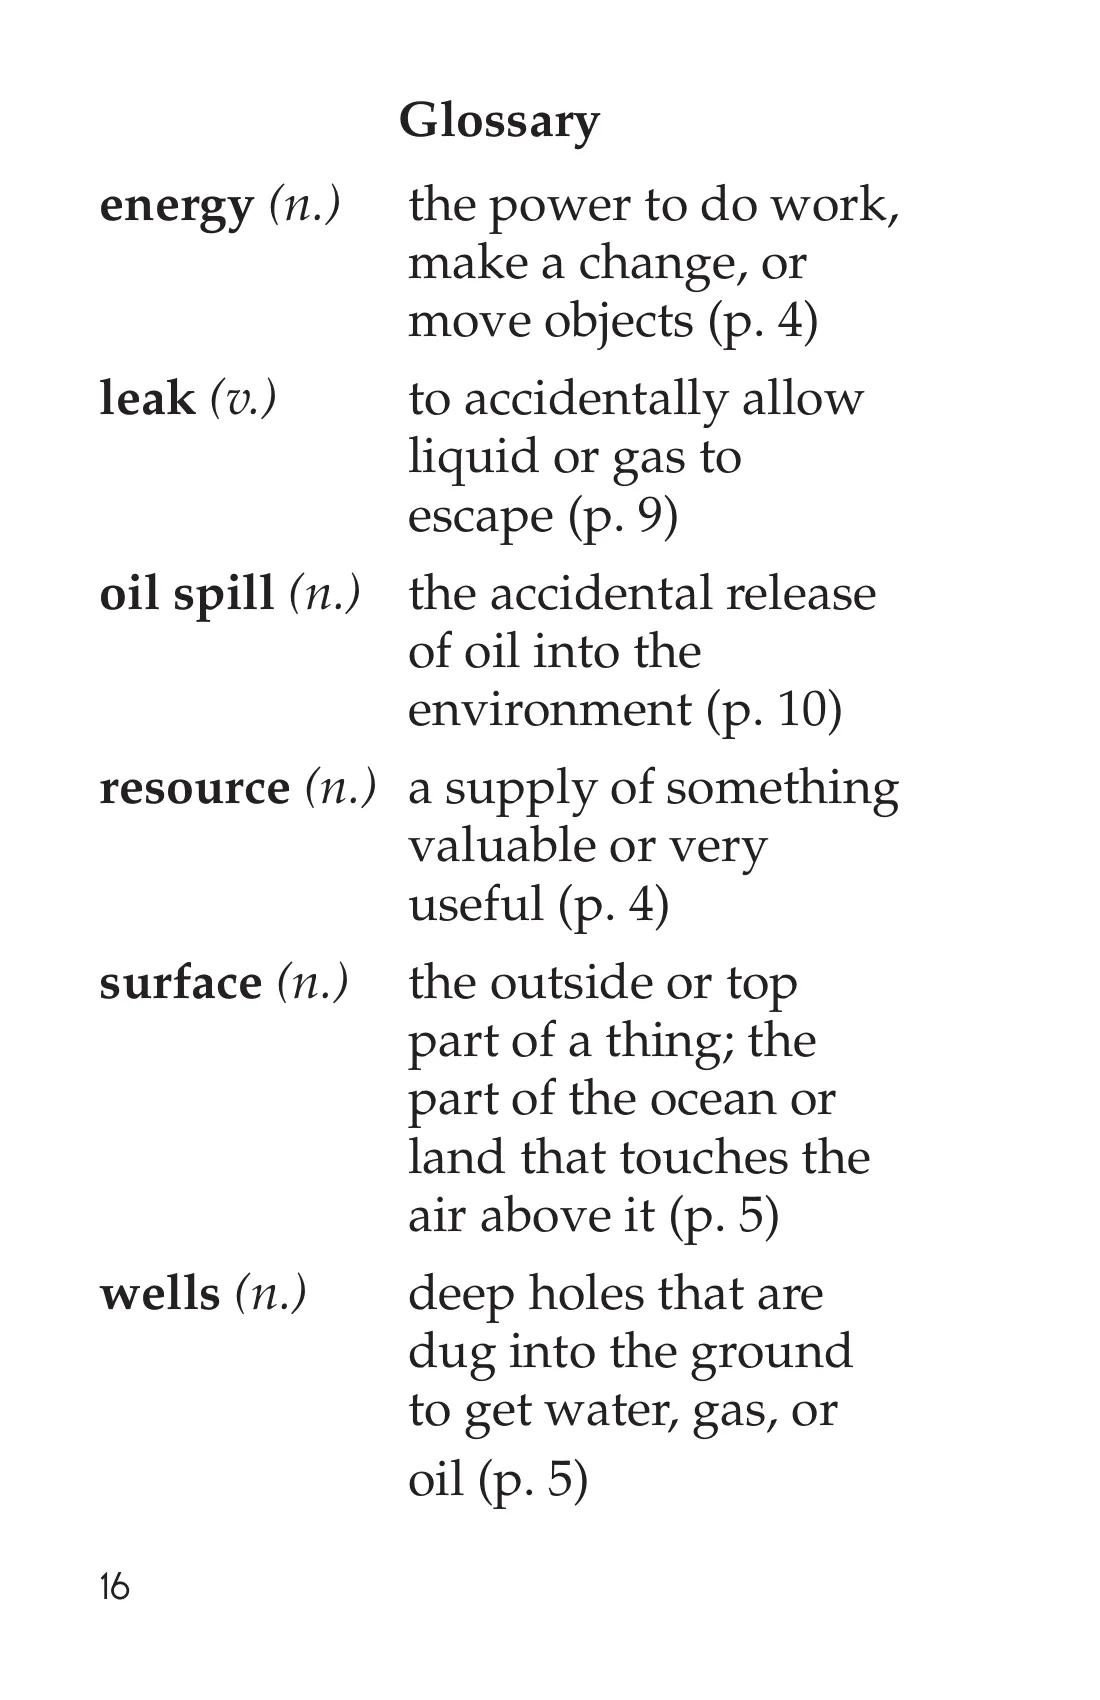 Glossary
energy (n.) the power to do work,
make a change, or
move objects (p. 4)
leak (v.) to accidentally allow
liquid or gas to
escape (p. 9)
oil spill (n.) the accidental release
of oil into the
environment (p. 10)
resource (n.) a supply of something
valuable or very
useful (p. 4)
surface (n.) the outside or top
part of a thing; the
part of the ocean or
land that touches the
air above it (p. 5)
wells (n.) deep holes that are
dug into the ground
to get water, gas, or
oil (p. 5)
16